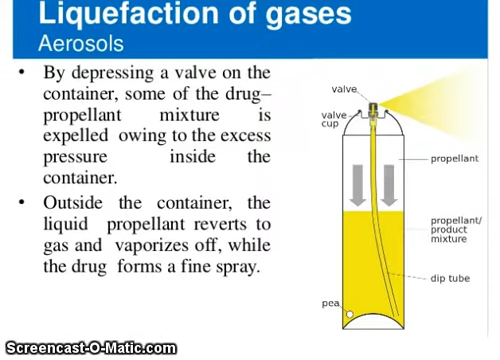 Liquefaction of gases
Aerosols
• By depressing a valve on the
container, some of the drug–
propellant mixture is
expelled owing to the excess
pressure inside the
container.
• Outside the container, the
liquid propellant reverts to
gas and vaporizes off, while
the drug forms a fine spray.
valve
valve
cup
propellant
propellant/
product
mixture
dip tube
pea
Screencast-O-Matic.com